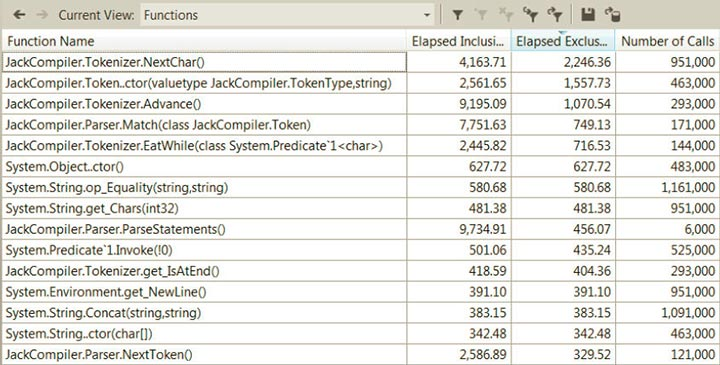 Current View: Functions
Function Name Elapsed Inclusi... Elapsed Exclus... Number of Calls
JackCompiler.Tokenizer.NextChar() 4,163.71 2,246.36 951,000
JackCompiler.Token..ctor(valuetype JackCompiler.TokenType,string) 2,561.65 1,557.73 463,000
JackCompiler.Tokenizer.Advance() 9,195.09 1,070.54 293,000
JackCompiler.Parser.Match(class JackCompiler.Token) 7,751.63 749.13 171,000
JackCompiler.Tokenizer.EatWhile(class System.Predicate`1<char>) 2,445.82 716.53 144,000
System.Object..ctor() 627.72 627.72 483,000
System.String.op_Equality(string,string) 580.68 580.68 1,161,000
System.String.get_Chars(int32) 481.38 481.38 951,000
JackCompiler.Parser.ParseStatements() 9,734.91 456.07 6,000
System.Predicate`1.Invoke(!0) 501.06 435.24 525,000
JackCompiler.Tokenizer.get_IsAtEnd() 418.59 404.36 293,000
System.Environment.get_NewLine() 391.10 391.10 951,000
System.String.Concat(string,string) 383.15 383.15 1,091,000
System.String..ctor(char[]) 342.48 342.48 463,000
JackCompiler.Parser.NextToken() 2,586.89 329.52 121,000